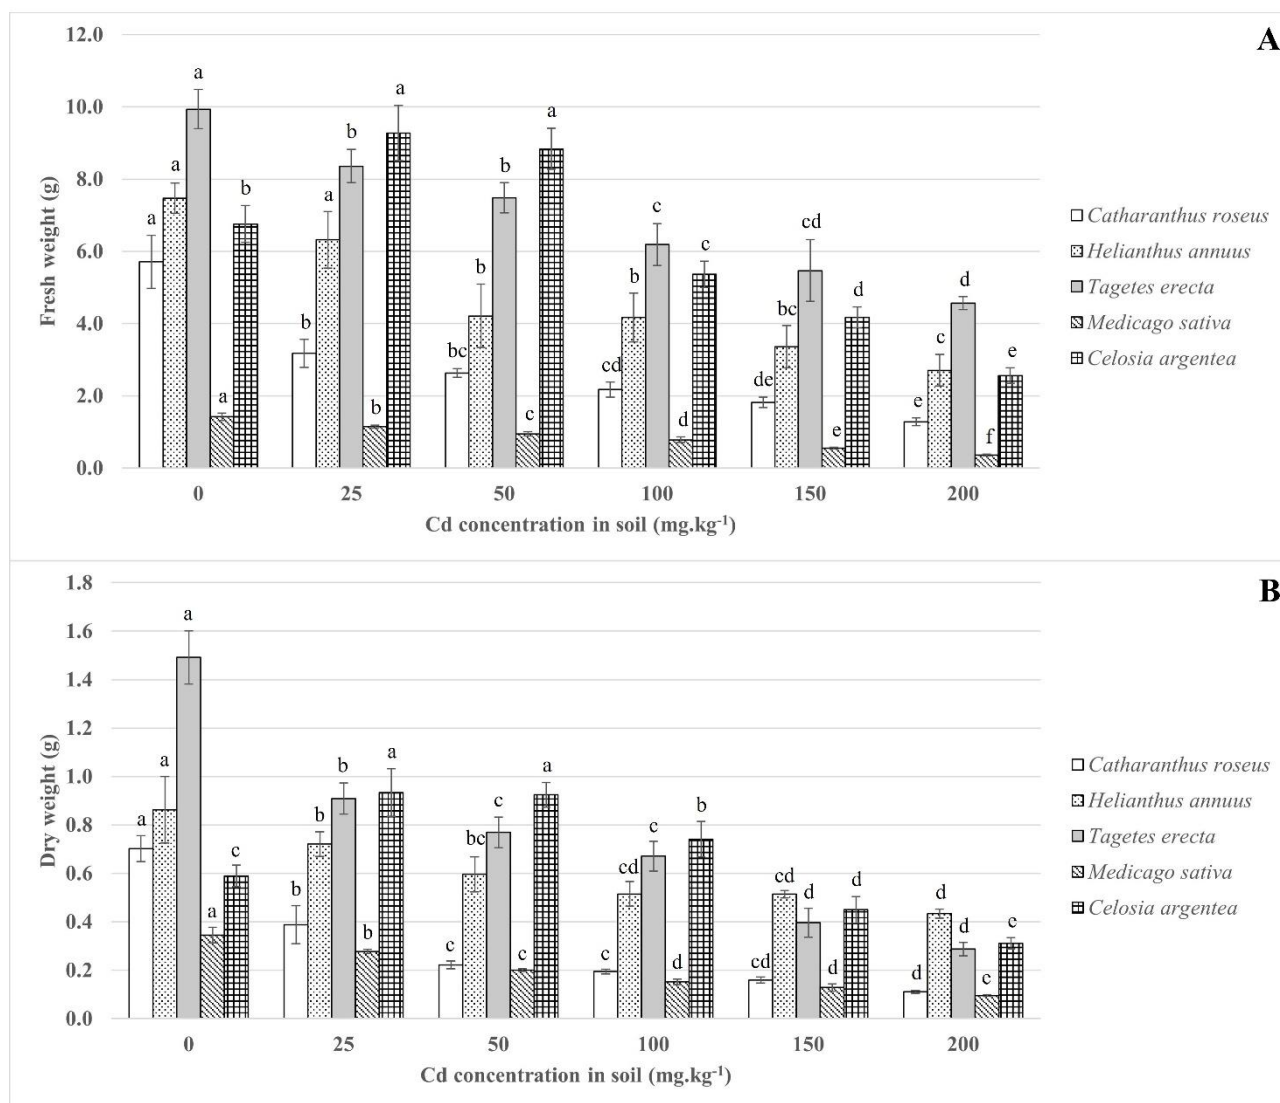 A
12.0
a
a
a
10.0
a
b
a
8.0
a
b
b
c
cd
a
6.0
b
c
d
b
bc
d
4.0
b
bc
cd
c
e
de
2.0
a
b
c
d
e
e
f
0.0
0 25 50 100 150 200
Fresh weight (g)
Cd concentration in soil (mg.kg⁻¹)
Catharanthus roseus
Helianthus annuus
Tagetes erecta
Medicago sativa
Celosia argentea
B
1.8
a
1.6
1.4
1.2
a
b
a
a
1.0
b
c
b
a
0.8
bc
c
c
cd
cd
d
d
0.6
a
b
d
d
e
0.4
b
c
c
c
d
cd
d
d
e
0.2
0.0
0 25 50 100 150 200
Dry weight (g)
Cd concentration in soil (mg.kg⁻¹)
Catharanthus roseus
Helianthus annuus
Tagetes erecta
Medicago sativa
Celosia argentea